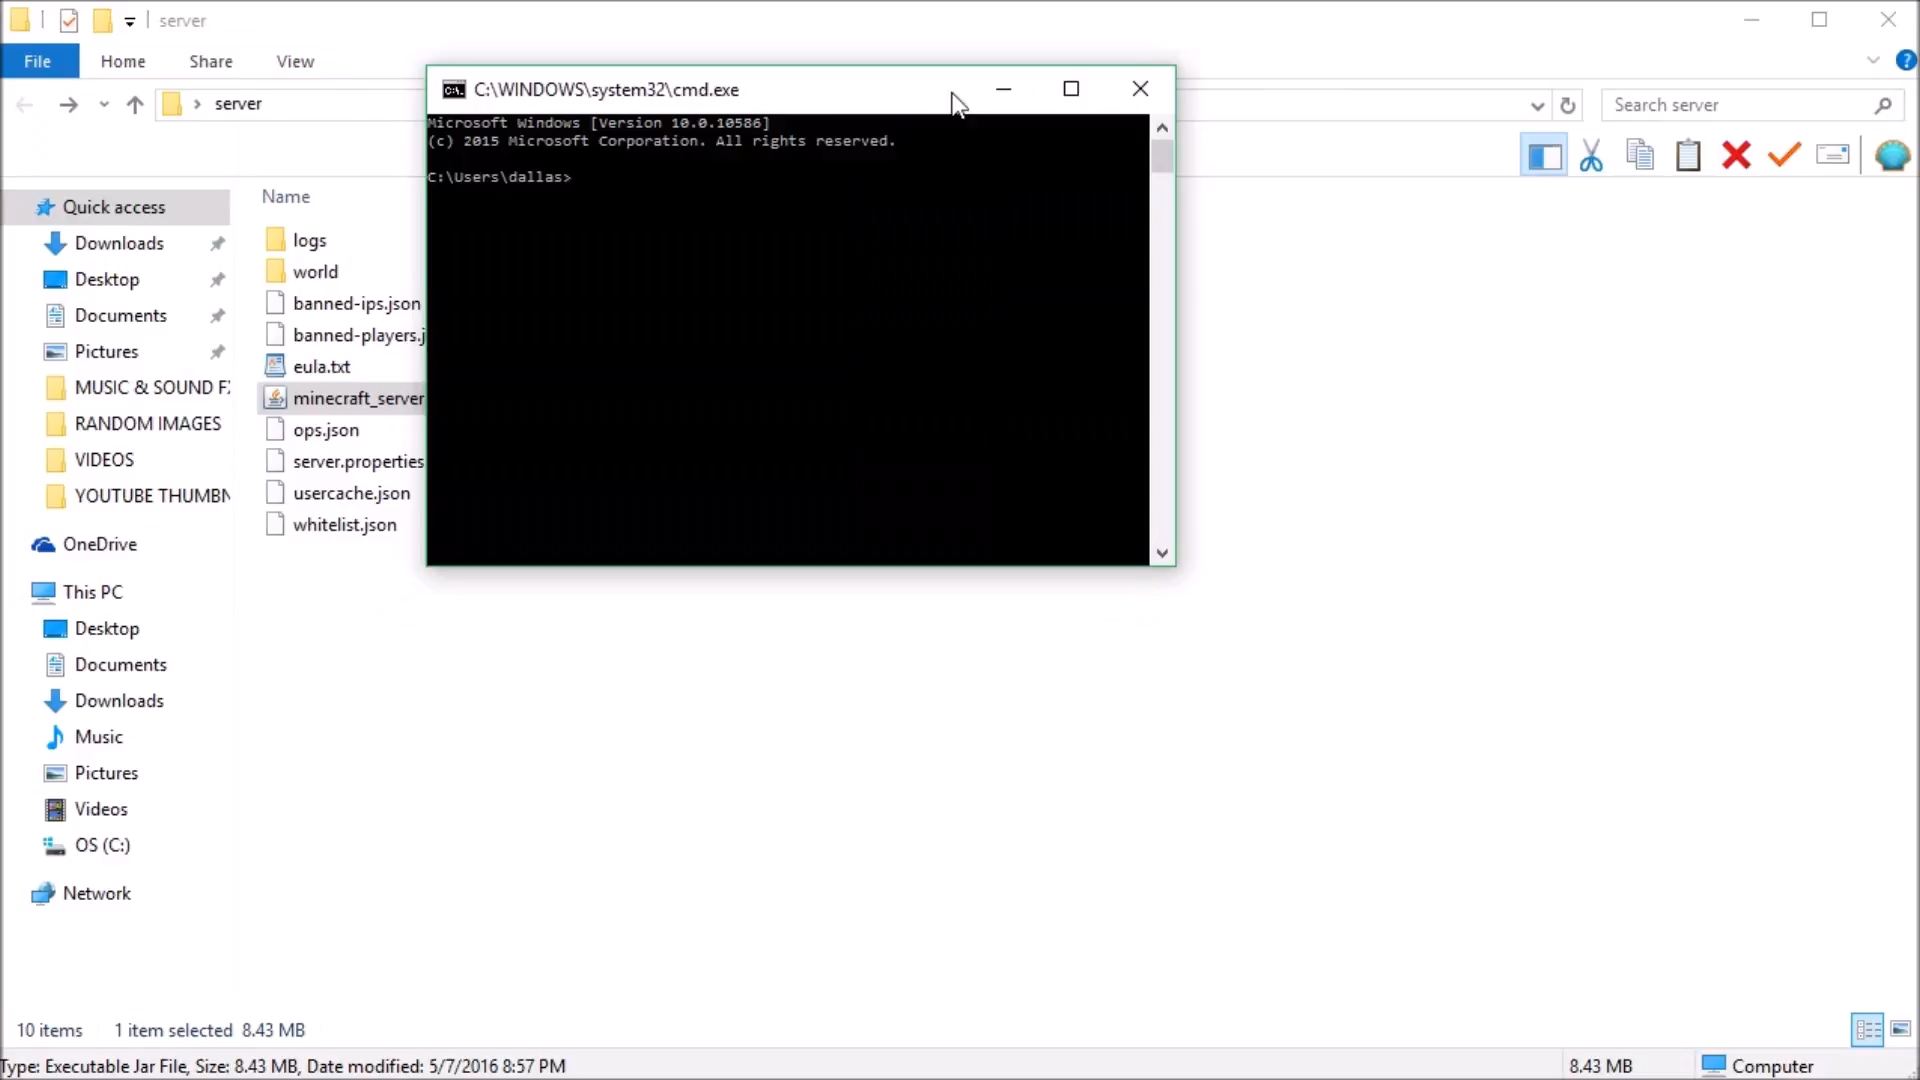 server
File Home Share View
server
Search server
C:\WINDOWS\system32\cmd.exe
Microsoft Windows [Version 10.0.10586]
(c) 2015 Microsoft Corporation. All rights reserved.
C:\Users\dallas>
Quick access
Downloads
Desktop
Documents
Pictures
MUSIC & SOUND F
RANDOM IMAGES
VIDEOS
YOUTUBE THUMBN
OneDrive
This PC
Desktop
Documents
Downloads
Music
Pictures
Videos
OS (C:)
Network
Name
logs
world
banned-ips.json
banned-players.j
eula.txt
minecraft_server
ops.json
server.properties
usercache.json
whitelist.json
10 items 1 item selected 8.43 MB
Type: Executable Jar File, Size: 8.43 MB, Date modified: 5/7/2016 8:57 PM
8.43 MB
Computer